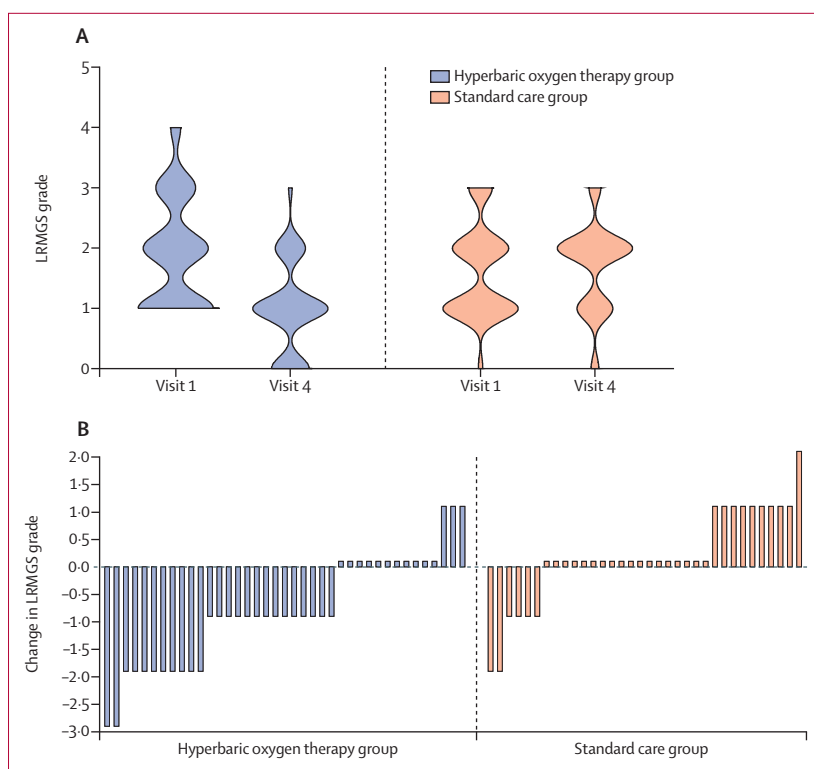 A
5
4
3
2
1
0
LRMGS grade
Hyperbaric oxygen therapy group
Standard care group
Visit 1
Visit 4
Visit 1
Visit 4
B
2·0
1·5
1·0
0·5
0·0
–0·5
–1·0
–1·5
–2·0
–2·5
–3·0
Change in LRMGS grade
Hyperbaric oxygen therapy group
Standard care group